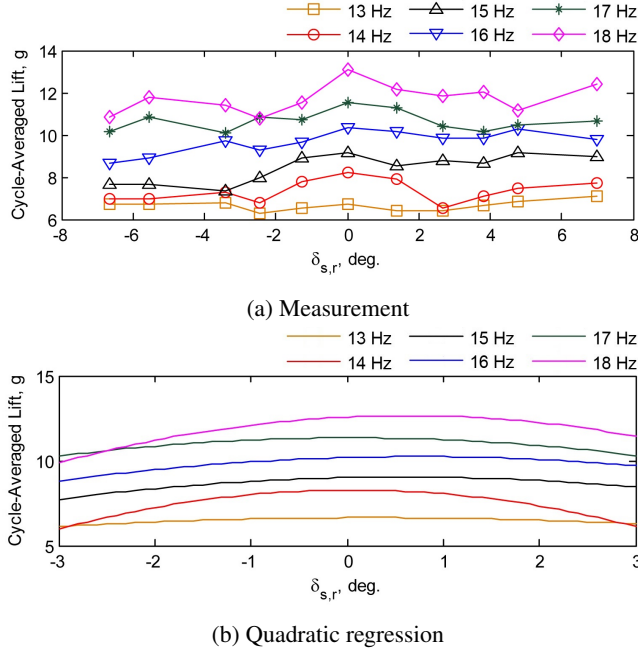 13 Hz 15 Hz 17 Hz
14 Hz 16 Hz 18 Hz
14
12
10
8
6
Cycle-Averaged Lift, g
-8 -6 -4 -2 0 2 4 6 8
δs,r, deg.
(a) Measurement
13 Hz 15 Hz 17 Hz
14 Hz 16 Hz 18 Hz
15
10
5
Cycle-Averaged Lift, g
-3 -2 -1 0 1 2 3
δs,r, deg.
(b) Quadratic regression